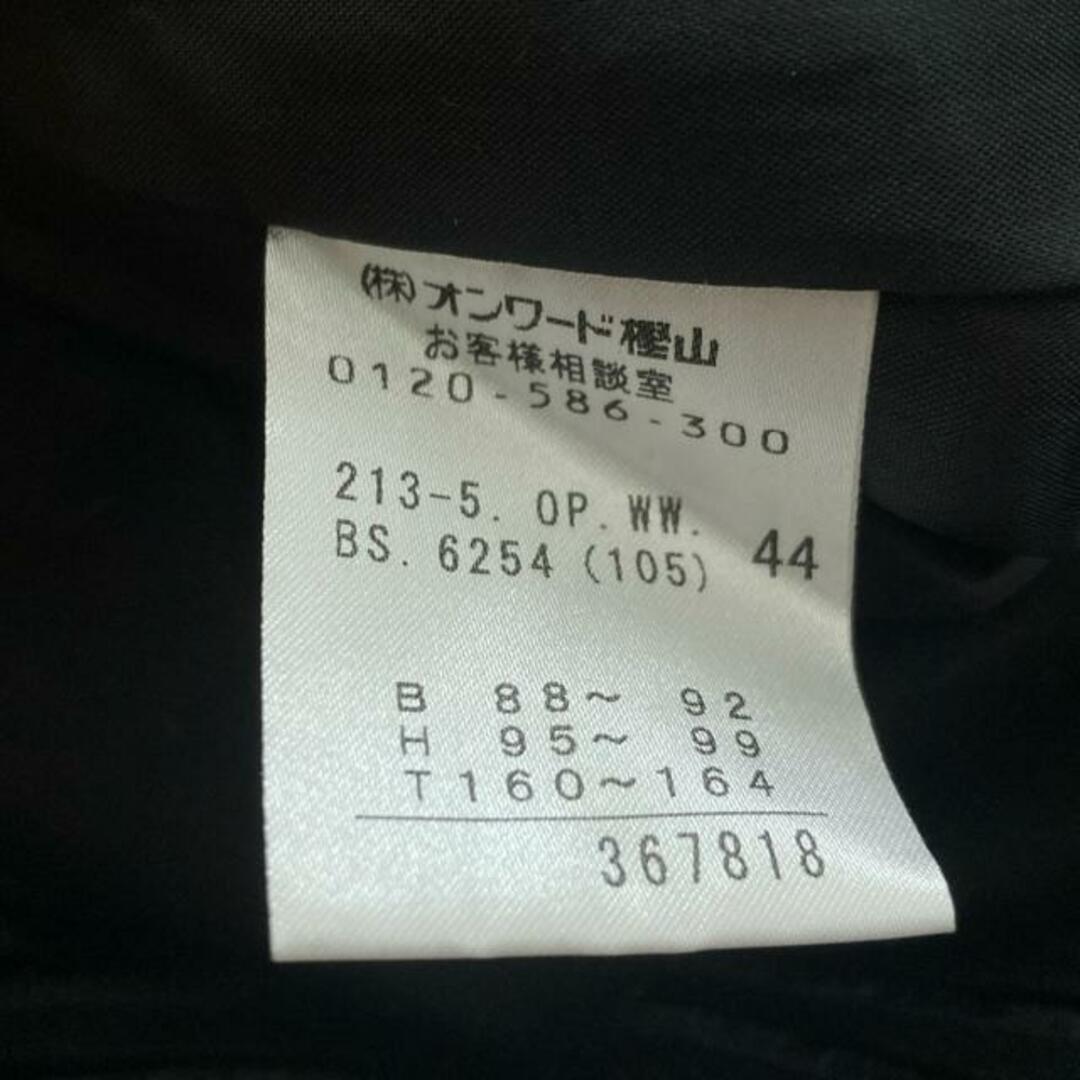 (株)オンワード樫山
お客様相談室
0120-586-300
213-5. OP. WW.
BS. 6254 (105) 44
B 88~ 92
H 95~ 99
T160~164
367818